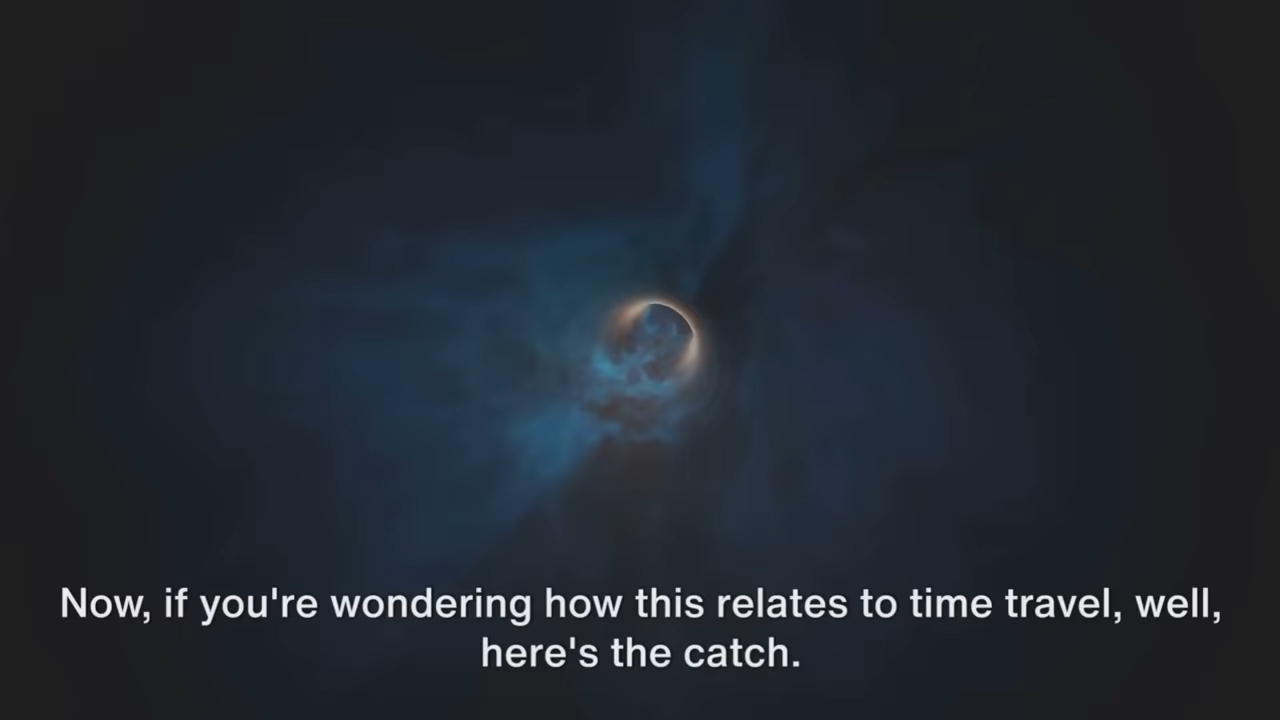 Now, if you're wondering how this relates to time travel, well,
here's the catch.